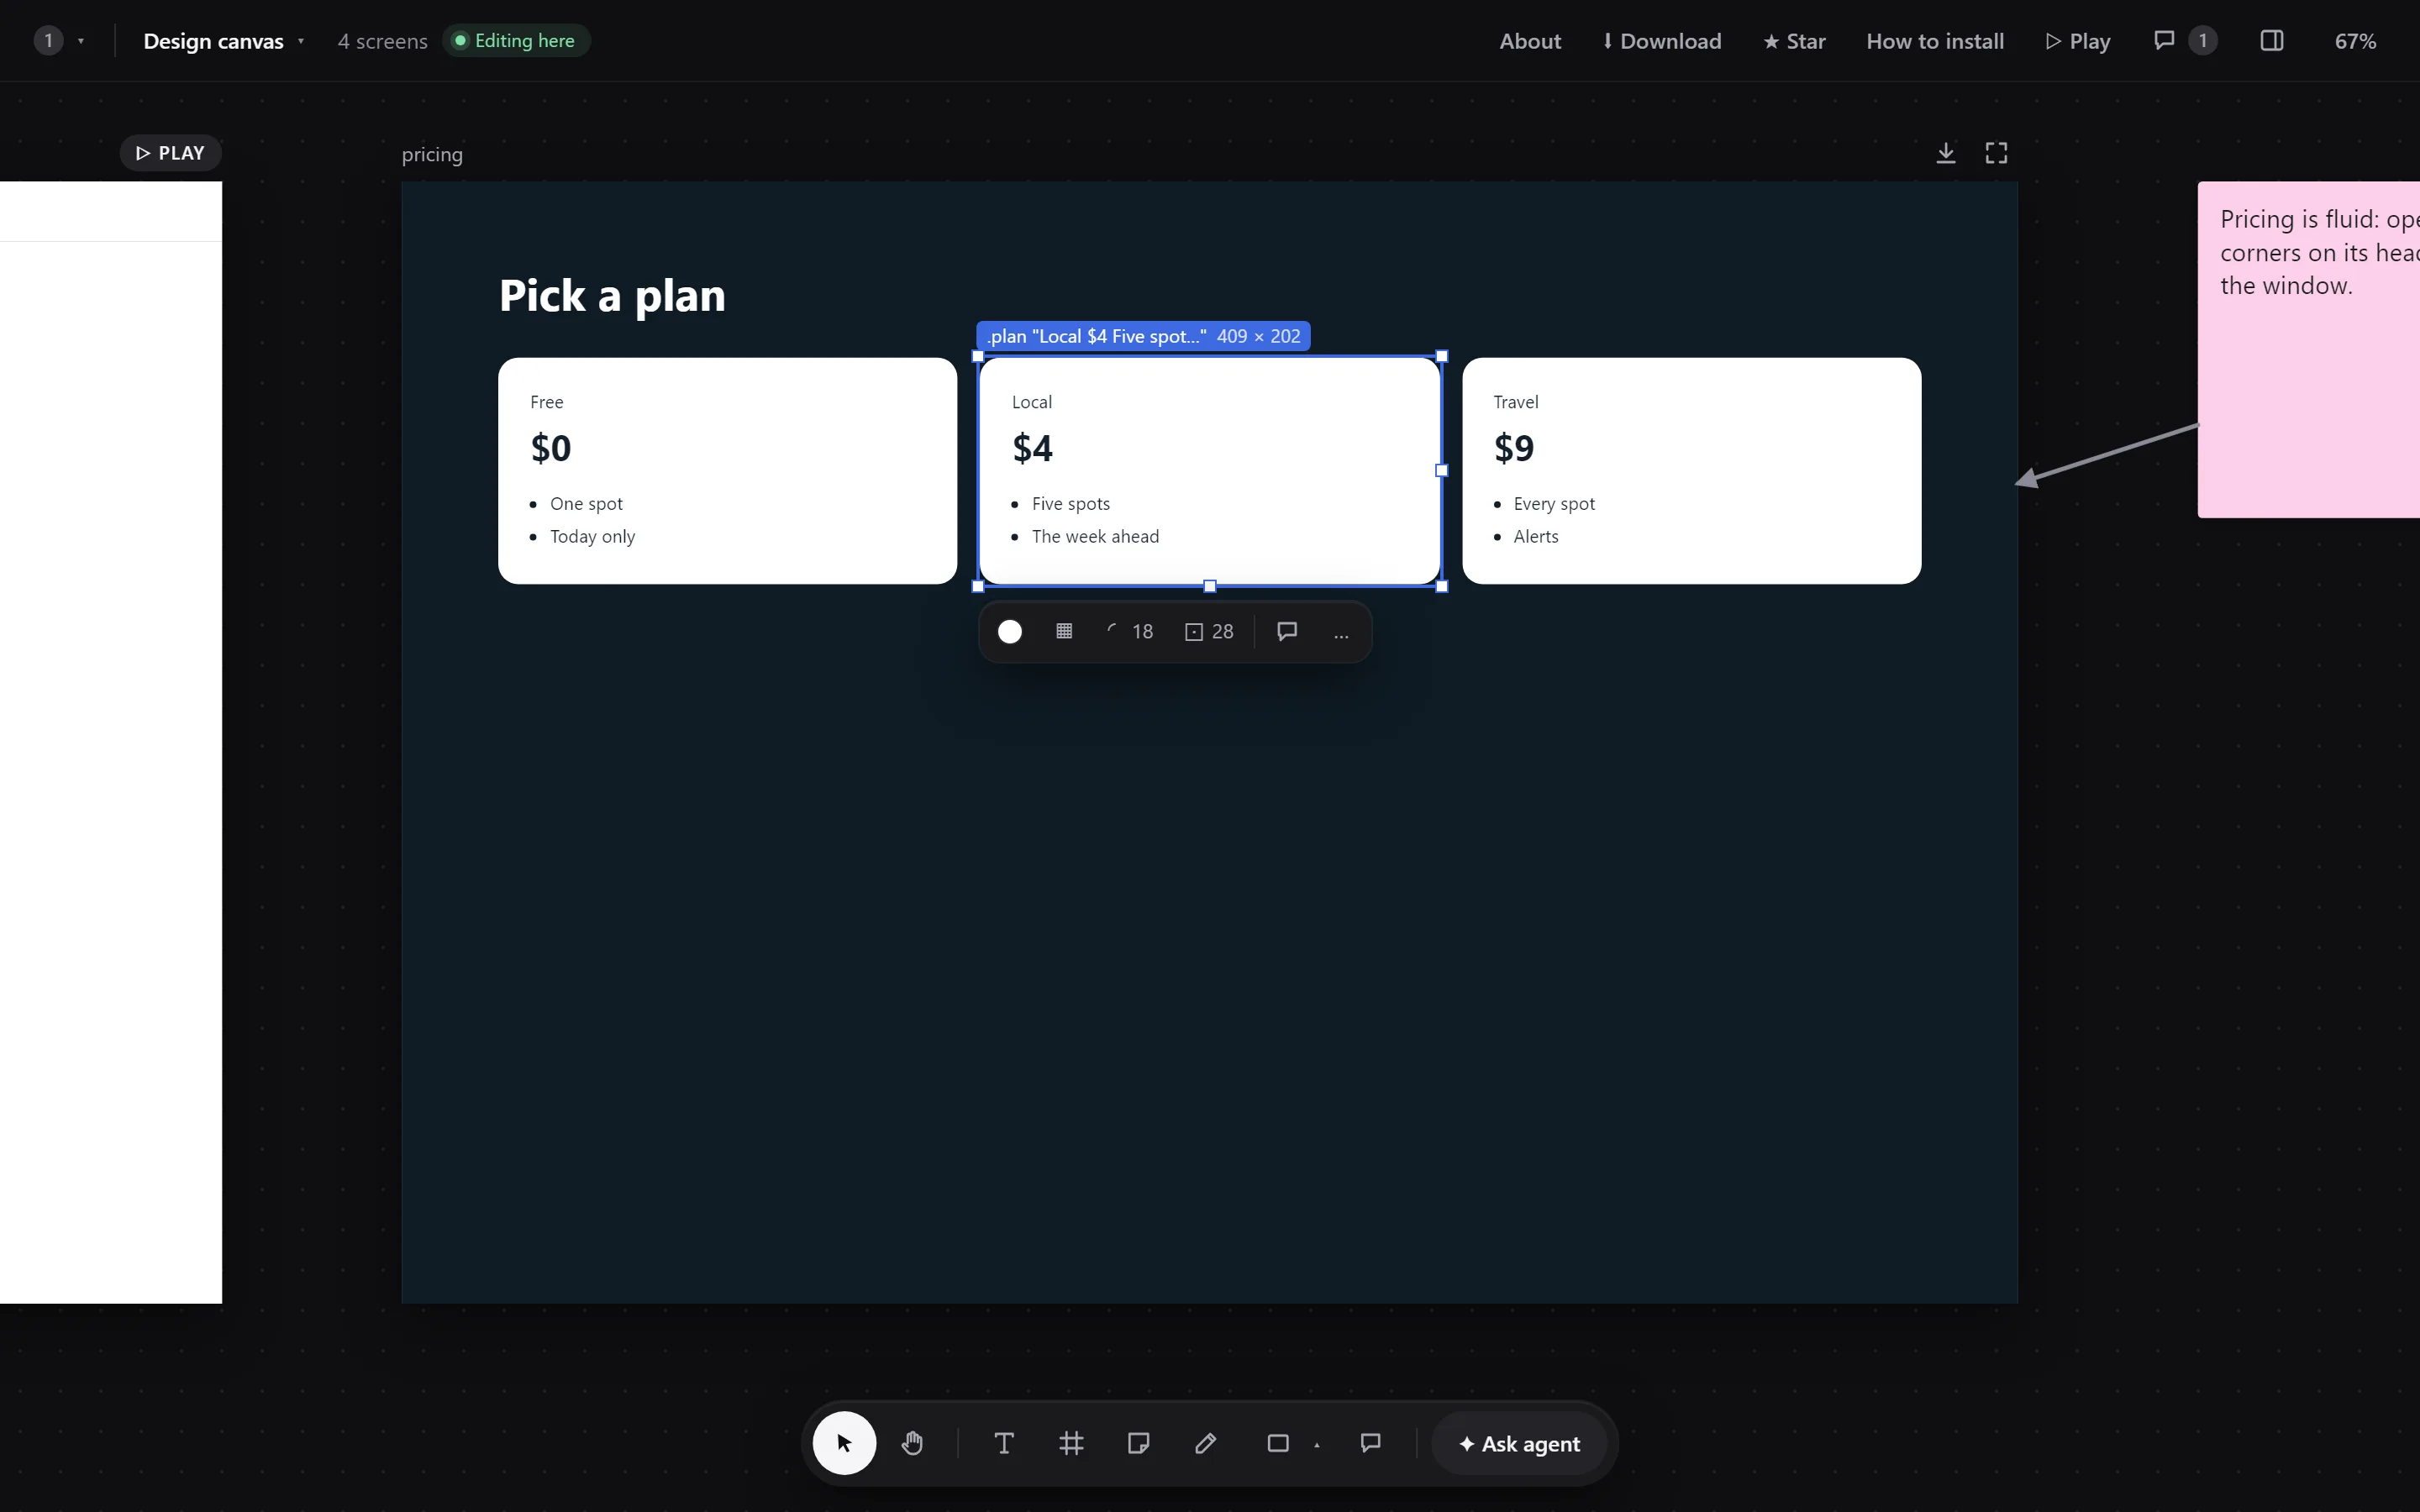 1
Design canvas
4 screens
Editing here
About
Download
Star
How to install
Play
1
67%
PLAY
pricing
Pricing is fluid: ope
corners on its head
the window.
Pick a plan
.plan "Local $4 Five spot..." 409 × 202
Free
$0
One spot
Today only
Local
$4
Five spots
The week ahead
Travel
$9
Every spot
Alerts
18
28
...
Ask agent